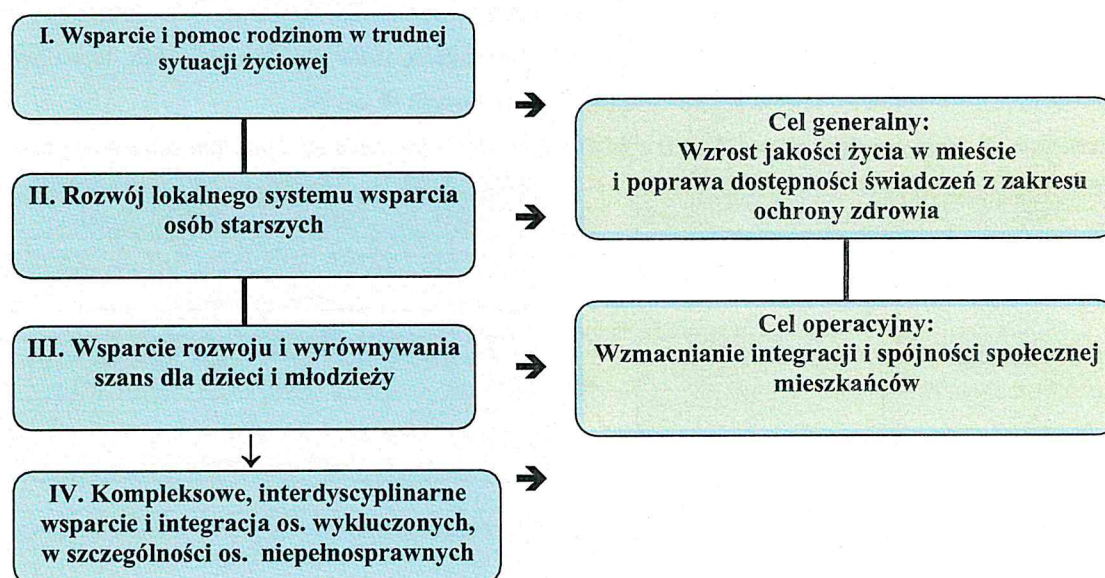 I. Wsparcie i pomoc rodzinom w trudnej
sytuacji życiowej
II. Rozwój lokalnego systemu wsparcia
osób starszych
III. Wsparcie rozwoju i wyrównywania
szans dla dzieci i młodzieży
IV. Kompleksowe, interdyscyplinarne
wsparcie i integracja os. wykluczonych,
w szczególności os. niepełnosprawnych
Cel generalny:
Wzrost jakości życia w mieście
i poprawa dostępności świadczeń z zakresu
ochrony zdrowia
Cel operacyjny:
Wzmacnianie integracji i spójności społecznej
mieszkańców